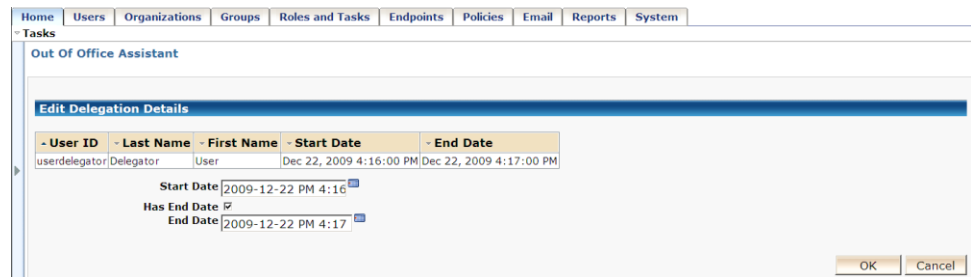 Home Users Organizations Groups Roles and Tasks Endpoints Policies Email Reports System
Tasks
Out Of Office Assistant
Edit Delegation Details
User ID Last Name First Name Start Date End Date
userdelegator Delegator User Dec 22, 2009 4:16:00 PM Dec 22, 2009 4:17:00 PM
Start Date 2009-12-22 PM 4:16
Has End Date
End Date 2009-12-22 PM 4:17
OK Cancel